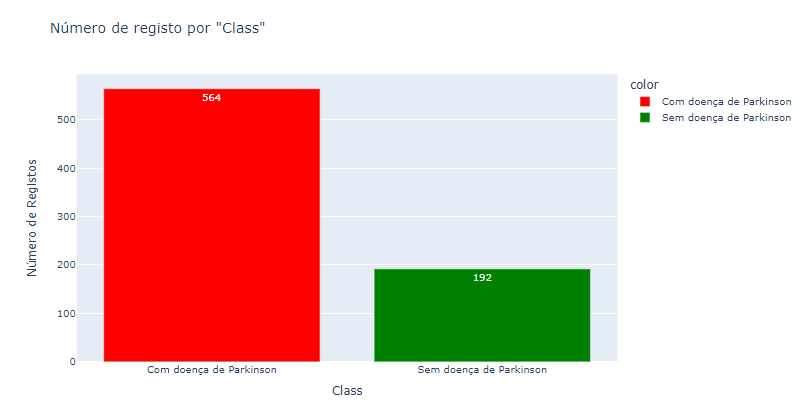 Número de registo por "Class"
color
Com doença de Parkinson
Sem doença de Parkinson
564
192
500
400
300
200
100
0
Número de Registos
Com doença de Parkinson
Sem doença de Parkinson
Class